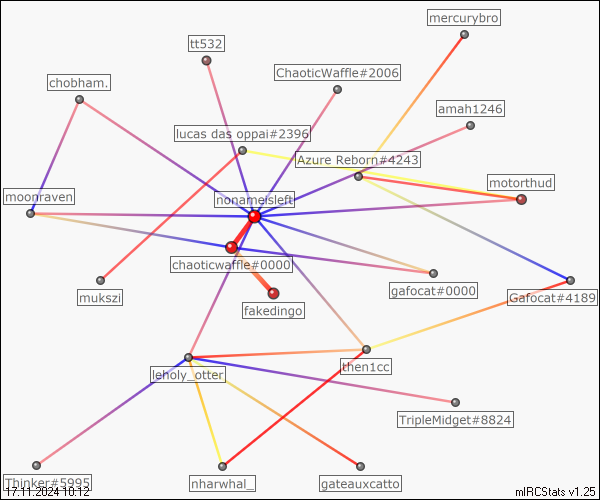 mercurybro
tt532
ChaoticWaffle#2006
chobham.
amah1246
lucas das oppai#2396
Azure Reborn#4243
motorthud
moonraven
nonameisleft
chaoticwaffle#0000
gafocat#0000
mukszi
Gafocat#4189
fakedingo
then1cc
leholy_otter
TripleMidget#8824
Thinker#5995
nharwhal_
gateauxcatto
17.11.2024 10.12
mIRCStats v1.25